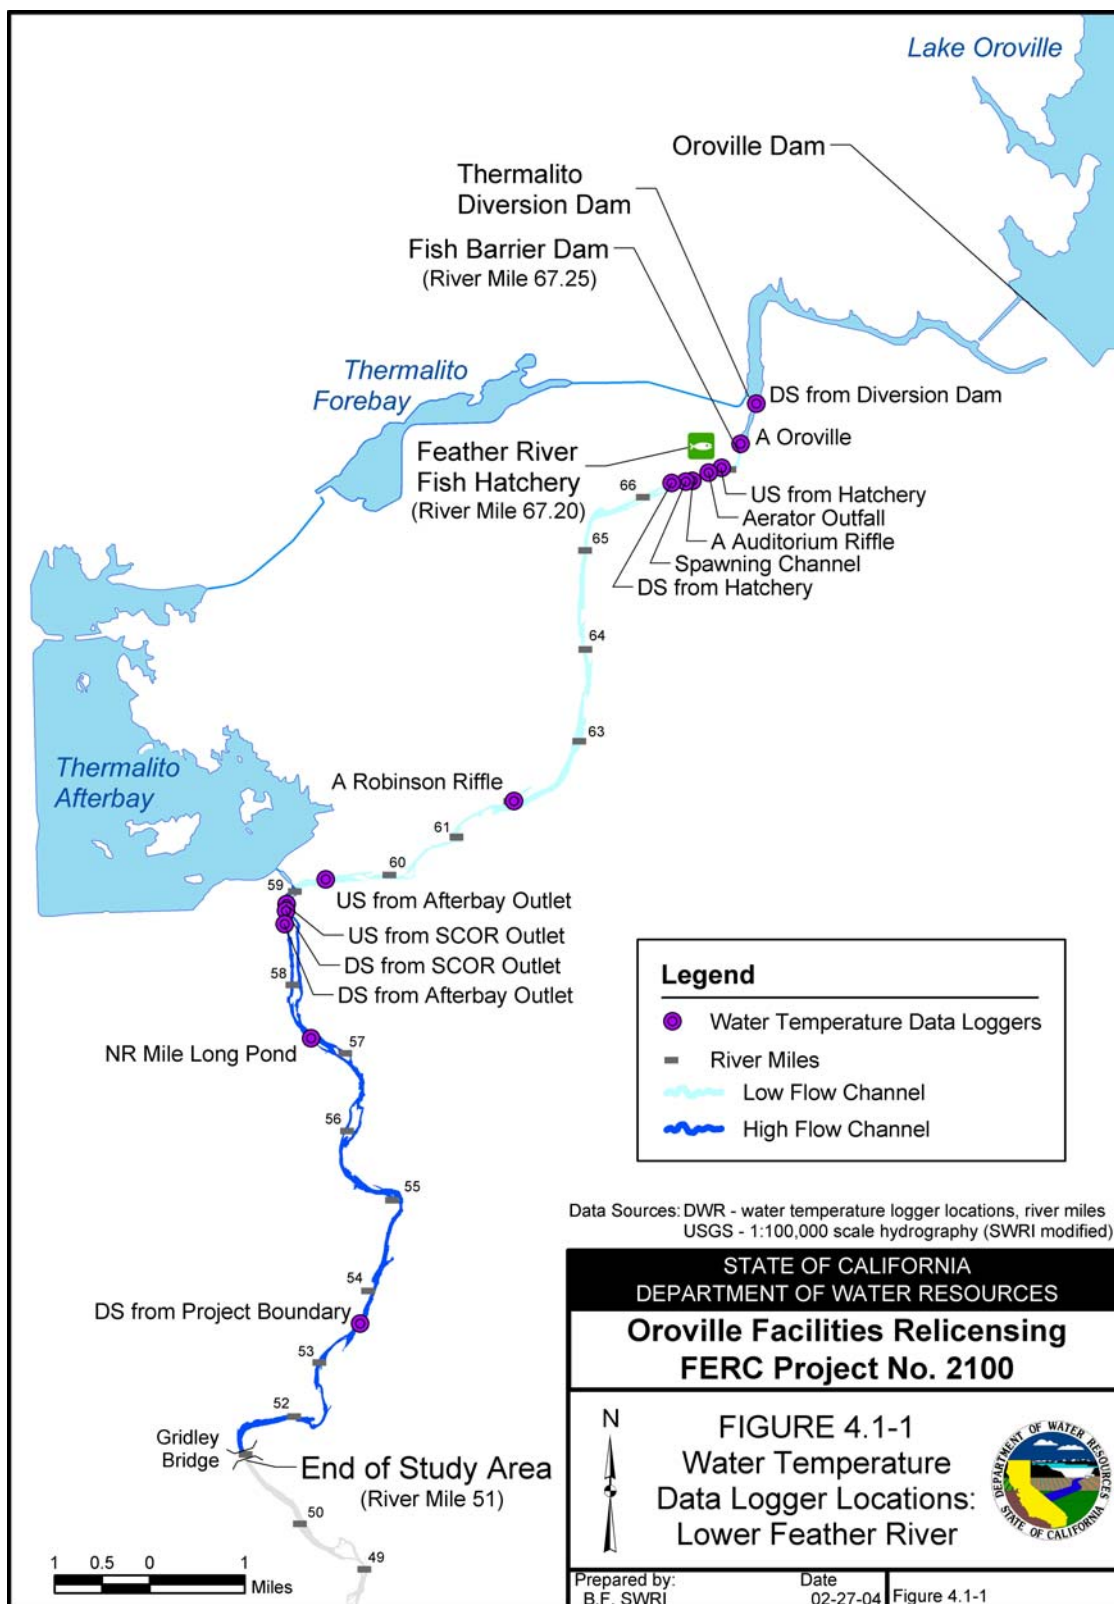 Lake Oroville
Oroville Dam
Thermalito
Diversion Dam
Fish Barrier Dam
(River Mile 67.25)
Thermalito
Forebay
DS from Diversion Dam
A Oroville
Feather River
Fish Hatchery
(River Mile 67.20)
US from Hatchery
Aerator Outfall
A Auditorium Riffle
Spawning Channel
DS from Hatchery
66
65
64
63
Thermalito
Afterbay
A Robinson Riffle
61
60
59
US from Afterbay Outlet
US from SCOR Outlet
DS from SCOR Outlet
DS from Afterbay Outlet
58
NR Mile Long Pond
57
56
55
54
DS from Project Boundary
53
52
Gridley
Bridge
End of Study Area
(River Mile 51)
50
49
1 0.5 0 1
Miles
Legend
Water Temperature Data Loggers
River Miles
Low Flow Channel
High Flow Channel
Data Sources: DWR - water temperature logger locations, river miles
USGS - 1:100,000 scale hydrography (SWRI modified)
STATE OF CALIFORNIA
DEPARTMENT OF WATER RESOURCES
Oroville Facilities Relicensing
FERC Project No. 2100
N
FIGURE 4.1-1
Water Temperature
Data Logger Locations:
Lower Feather River
DEPARTMENT OF WATER RESOURCES
STATE OF CALIFORNIA
Prepared by:
B.F. SWRI
Date
02-27-04
Figure 4.1-1